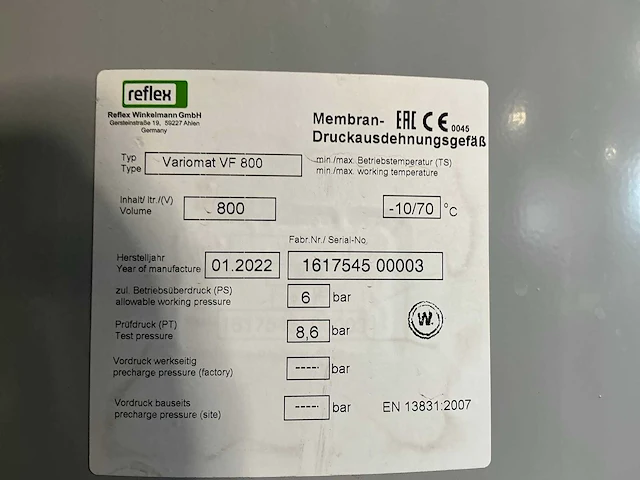 reflex
Reflex Winkelmann GmbH
Gersteinstraße 19, 59227 Ahlen
Germany
Membran- EAC CE 0045
Druckausdehnungsgefäß
Typ
Type
Variomat VF 800
min./max. Betriebstemperatur (TS)
min./max. working temperature
Inhalt/ ltr./(V)
Volume
800
-10/70 °C
Fabr.Nr./ Serial-No.
Herstelljahr
Year of manufacture
01.2022
1617545 00003
zul. Betriebsüberdruck (PS)
allowable working pressure
6 bar
Prüfdruck (PT)
Test pressure
8,6 bar
W.
Vordruck werkseitig
precharge pressure (factory)
-----· bar
Vordruck bauseits
precharge pressure (site)
-----· bar
EN 13831:2007